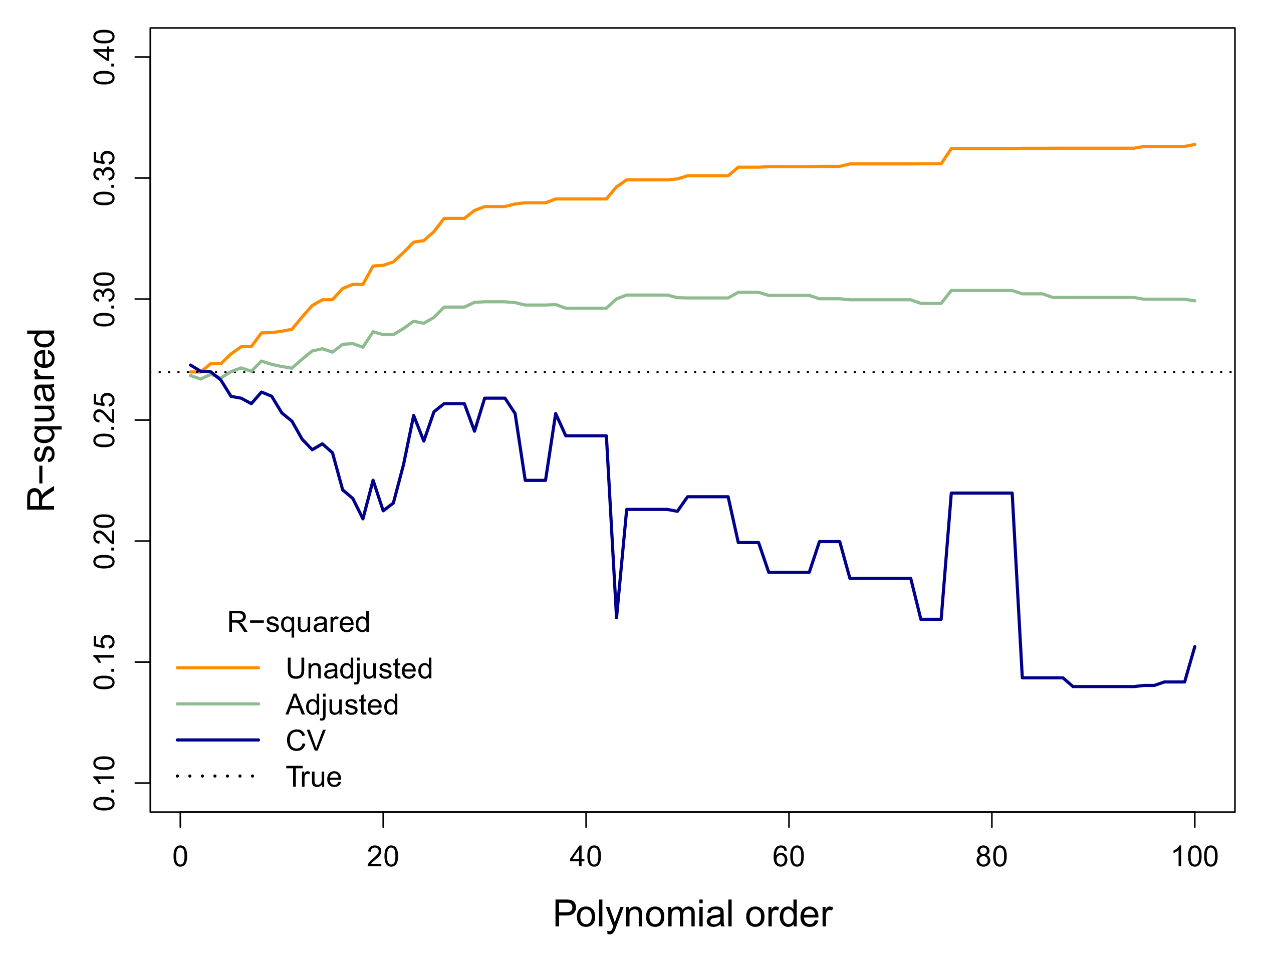 0.40
0.35
0.30
0.25
0.20
0.15
0.10
R−squared
R−squared
Unadjusted
Adjusted
CV
True
0 20 40 60 80 100
Polynomial order